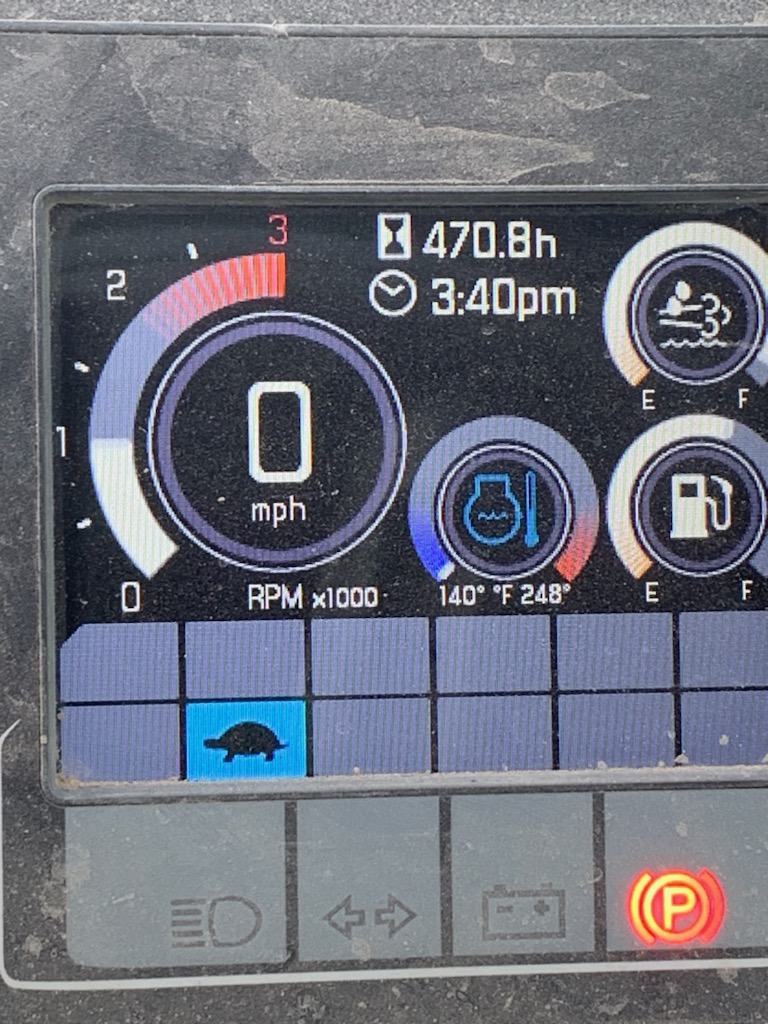 3
470.8h
2
3:40pm
E F
1
0
mph
0
RPM x1000
140° °F 248°
E F
P